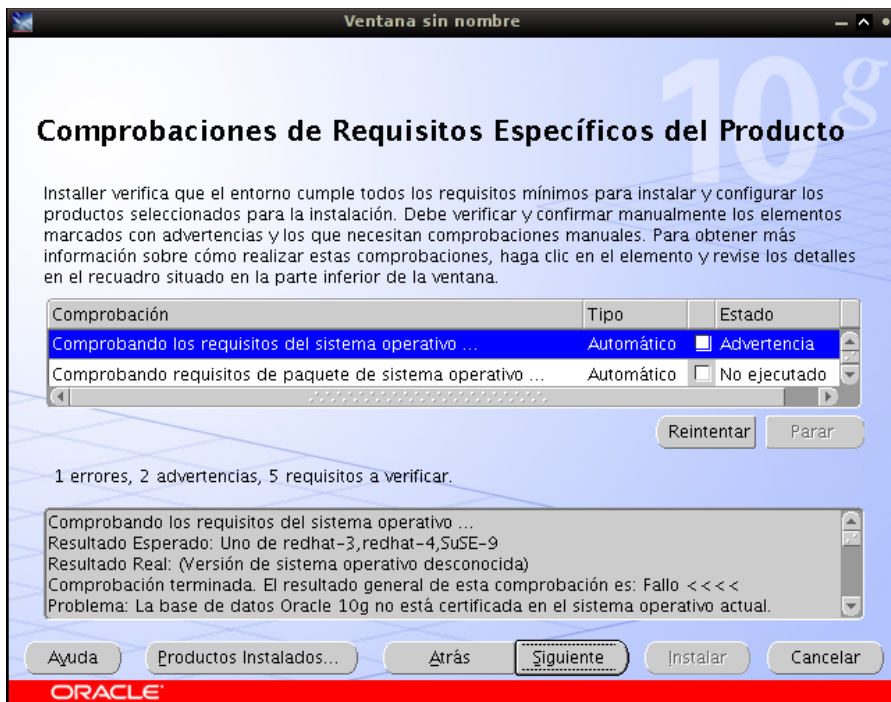 Ventana sin nombre
10g
Comprobaciones de Requisitos Específicos del Producto
Installer verifica que el entorno cumple todos los requisitos mínimos para instalar y configurar los
productos seleccionados para la instalación. Debe verificar y confirmar manualmente los elementos
marcados con advertencias y los que necesitan comprobaciones manuales. Para obtener más
información sobre cómo realizar estas comprobaciones, haga clic en el elemento y revise los detalles
en el recuadro situado en la parte inferior de la ventana.
Comprobación Tipo Estado
Comprobando los requisitos del sistema operativo ... Automático Advertencia
Comprobando requisitos de paquete de sistema operativo ... Automático No ejecutado
Reintentar Parar
1 errores, 2 advertencias, 5 requisitos a verificar.
Comprobando los requisitos del sistema operativo ...
Resultado Esperado: Uno de redhat-3,redhat-4,SuSE-9
Resultado Real: (Versión de sistema operativo desconocida)
Comprobación terminada. El resultado general de esta comprobación es: Fallo <<<<
Problema: La base de datos Oracle 10g no está certificada en el sistema operativo actual.
Ayuda Productos Instalados... Atrás Siguiente Instalar Cancelar
ORACLE